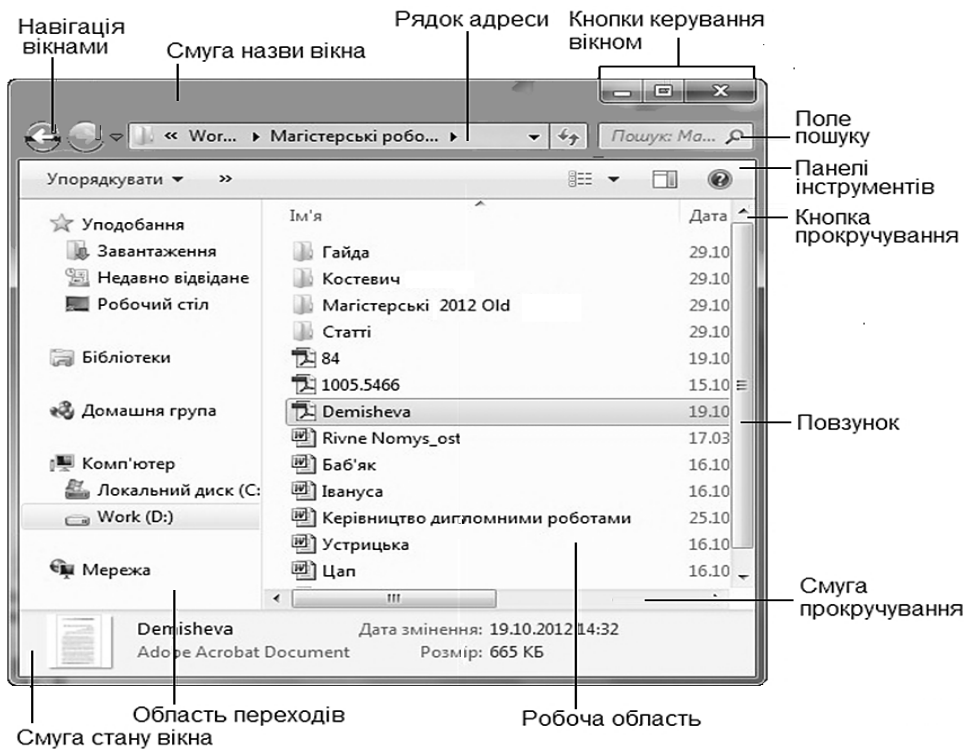 Навігація
вікнами
Смуга назви вікна
Рядок адреси
Кнопки керування
вікном
« Wor... Магістерські робо...
Пошук: Ма...
Поле
пошуку
Упорядкувати »
Панелі
інструментів
Кнопка
прокручування
Ім'я Дата
Уподобання
Завантаження
Недавно відвідане
Робочий стіл
Бібліотеки
Домашня група
Комп'ютер
Локальний диск (C:
Work (D:)
Мережа
Гайда 29.10
Костевич 29.10
Магістерські 2012 Old 29.10
Статті 29.10
84 19.10
1005.5466 15.10
Demisheva 19.10
Rivne Nomys_ost 17.03
Баб'як 16.10
Івануса 16.10
Керівництво дипломними роботами 25.10
Устрицька 16.10
Цап 16.10
Повзунок
Смуга
прокручування
Demisheva Дата змінення: 19.10.2012 14:32
Adobe Acrobat Document Розмір: 665 КБ
Область переходів
Робоча область
Смуга стану вікна